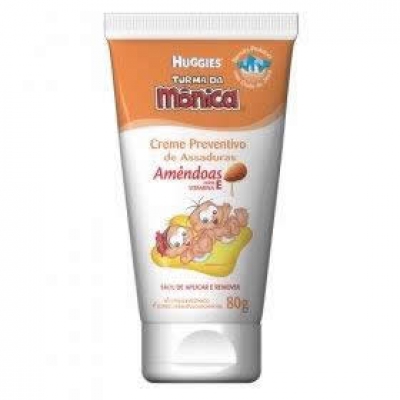 HUGGIES
TURMA DA
Mônica
Creme Preventivo
de Assaduras
Amêndoas
VITAMINA E
FÁCIL DE APLICAR E REMOVER
80g